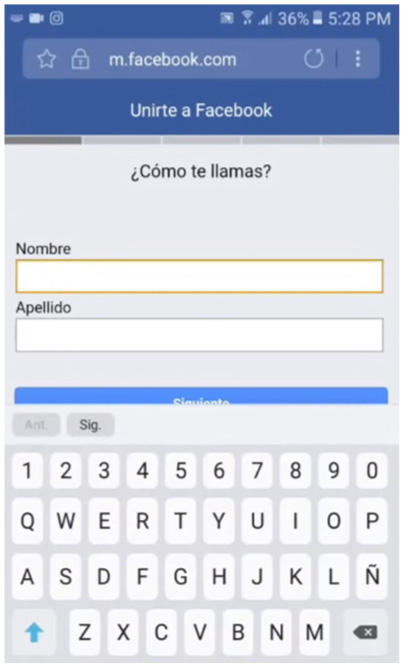 36% 5:28 PM
m.facebook.com
Unirte a Facebook
¿Cómo te llamas?
Nombre
Apellido
Siguiente
Ant. Sig.
1 2 3 4 5 6 7 8 9 0
Q W E R T Y U I O P
A S D F G H J K L Ñ
Z X C V B N M